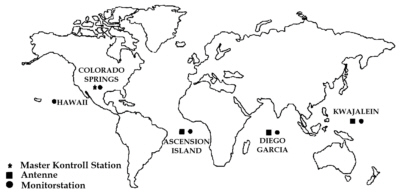 COLORADO
SPRINGS
HAWAII
KWAJALEIN
ASCENSION
ISLAND
DIEGO
GARCIA
Master Kontroll Station
Antenne
Monitorstation